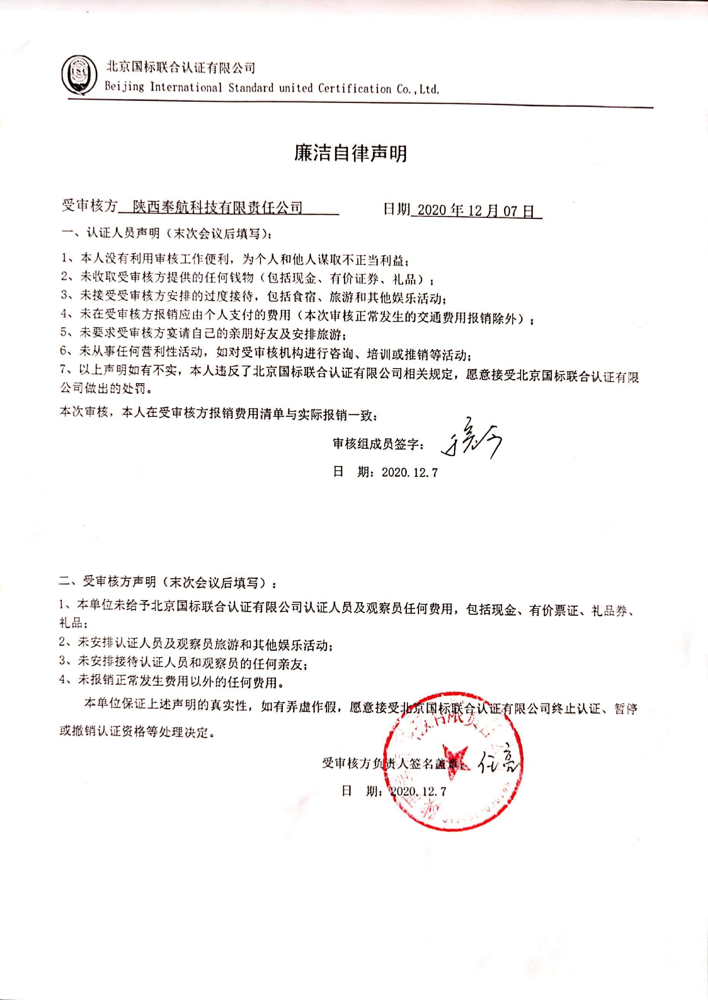 ISC
北京国标联合认证有限公司
Beijing International Standard united Certification Co.,Ltd.
廉洁自律声明
受审核方 陕西奉航科技有限责任公司 日期 2020 年 12 月 07 日
一、认证人员声明（末次会议后填写）：
1、本人没有利用审核工作便利，为个人和他人谋取不正当利益；
2、未收取受审核方提供的任何钱物（包括现金、有价证券、礼品）；
3、未接受受审核方安排的过度接待，包括食宿、旅游和其他娱乐活动；
4、未在受审核方报销应由个人支付的费用（本次审核正常发生的交通费用报销除外）；
5、未要求受审核方宴请自己的亲朋好友及安排旅游；
6、未从事任何营利性活动，如对受审核机构进行咨询、培训或推销等活动；
7、以上声明如有不实，本人违反了北京国标联合认证有限公司相关规定，愿意接受北京国标联合认证有限
公司做出的处罚。
本次审核，本人在受审核方报销费用清单与实际报销一致：
审核组成员签字：
日 期：2020.12.7
二、受审核方声明（末次会议后填写）：
1、本单位未给予北京国标联合认证有限公司认证人员及观察员任何费用，包括现金、有价票证、礼品券、
礼品；
2、未安排认证人员及观察员旅游和其他娱乐活动；
3、未安排接待认证人员和观察员的任何亲友；
4、未报销正常发生费用以外的任何费用。
本单位保证上述声明的真实性，如有弄虚作假，愿意接受北京国标联合认证有限公司终止认证、暂停
或撤销认证资格等处理决定。
受审核方负责人签名盖章：任亮
日 期：2020.12.7